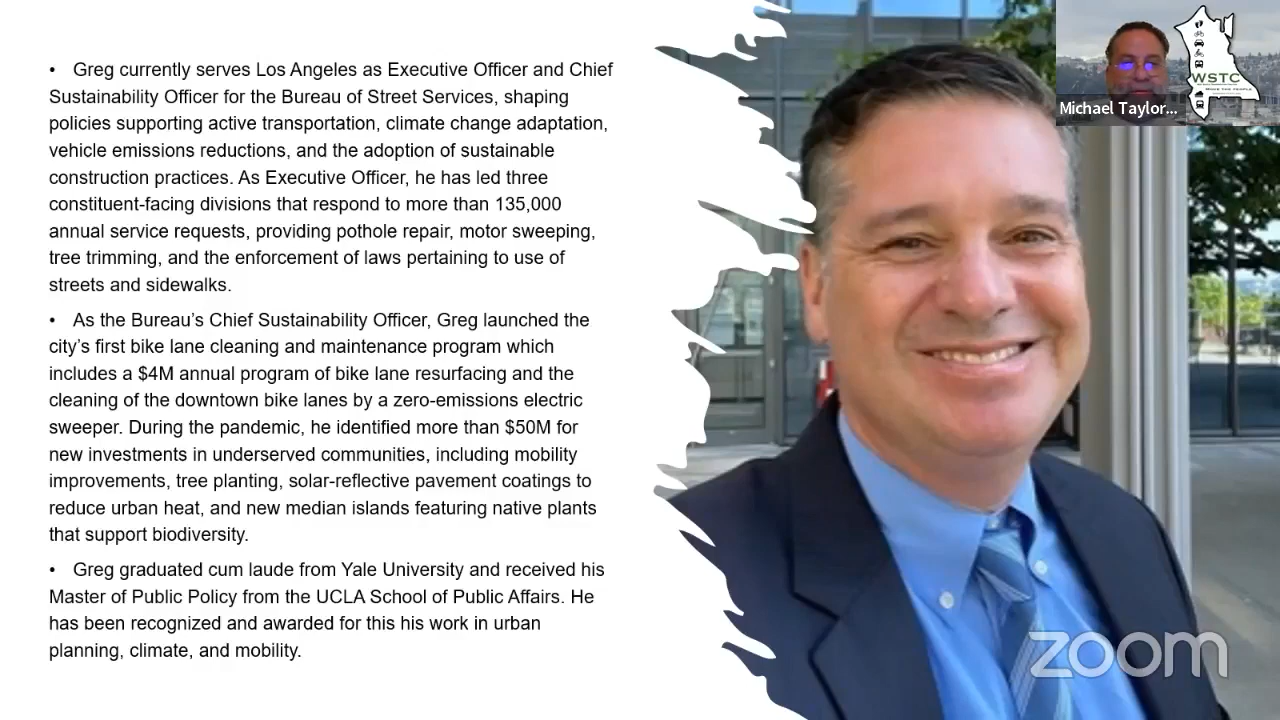 • Greg currently serves Los Angeles as Executive Officer and Chief
Sustainability Officer for the Bureau of Street Services, shaping
policies supporting active transportation, climate change adaptation,
vehicle emissions reductions, and the adoption of sustainable
construction practices. As Executive Officer, he has led three
constituent-facing divisions that respond to more than 135,000
annual service requests, providing pothole repair, motor sweeping,
tree trimming, and the enforcement of laws pertaining to use of
streets and sidewalks.
• As the Bureau’s Chief Sustainability Officer, Greg launched the
city’s first bike lane cleaning and maintenance program which
includes a $4M annual program of bike lane resurfacing and the
cleaning of the downtown bike lanes by a zero-emissions electric
sweeper. During the pandemic, he identified more than $50M for
new investments in underserved communities, including mobility
improvements, tree planting, solar-reflective pavement coatings to
reduce urban heat, and new median islands featuring native plants
that support biodiversity.
• Greg graduated cum laude from Yale University and received his
Master of Public Policy from the UCLA School of Public Affairs. He
has been recognized and awarded for this his work in urban
planning, climate, and mobility.
WSTC
MOVE THE PEOPLE
Michael Taylor...
zoom